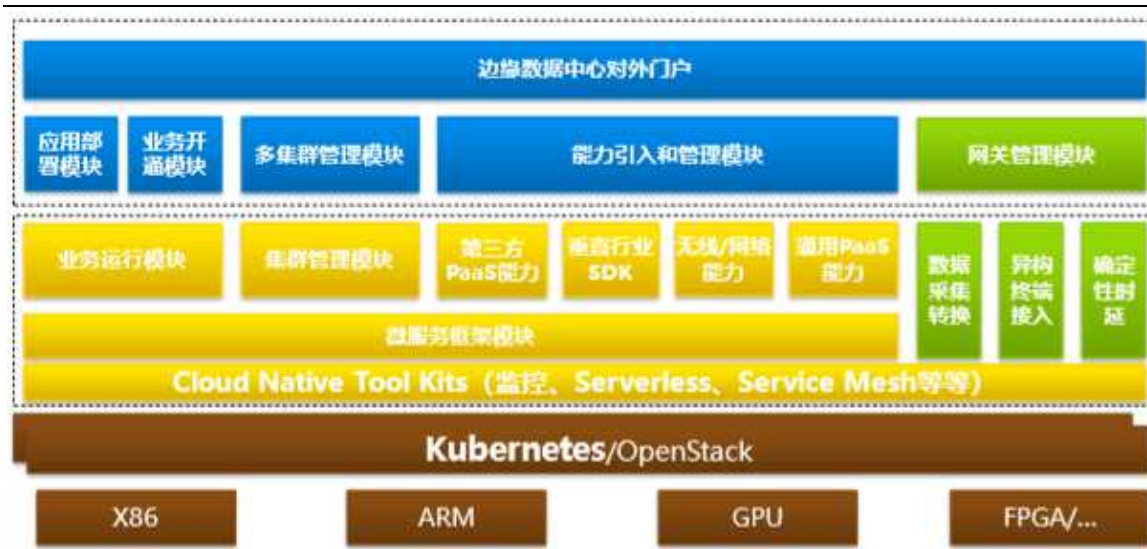 边缘数据中心对外门户
应用部
署模块
业务开
通模块
多集群管理模块
能力引入和管理模块
网关管理模块
业务运行模块
集群管理模块
第三方
PaaS能力
垂直行业
SDK
无线/网络
能力
通用PaaS
能力
数据
采集
转换
异构
终端
接入
确定
性时
延
微服务框架模块
Cloud Native Tool Kits（监控、Serverless、Service Mesh等等）
Kubernetes/OpenStack
X86
ARM
GPU
FPGA/...